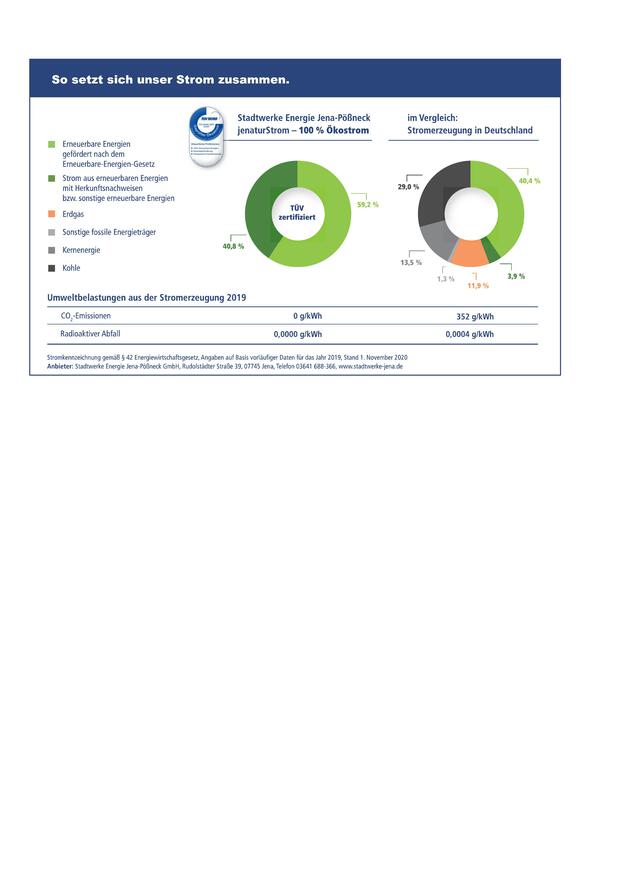 So setzt sich unser Strom zusammen.
Stadtwerke Energie Jena-Pößneck
jenaturStrom – 100 % Ökostrom
im Vergleich:
Stromerzeugung in Deutschland
Erneuerbare Energien
gefördert nach dem
Erneuerbare-Energien-Gesetz
Strom aus erneuerbaren Energien
mit Herkunftsnachweisen
bzw. sonstige erneuerbare Energien
Erdgas
Sonstige fossile Energieträger
Kernenergie
Kohle
TÜV
zertifiziert
59,2 %
40,8 %
29,0 %
40,4 %
13,5 %
1,3 %
11,9 %
3,9 %
Umweltbelastungen aus der Stromerzeugung 2019
CO2-Emissionen 0 g/kWh 352 g/kWh
Radioaktiver Abfall 0,0000 g/kWh 0,0004 g/kWh
Stromkennzeichnung gemäß § 42 Energiewirtschaftsgesetz, Angaben auf Basis vorläufiger Daten für das Jahr 2019, Stand 1. November 2020
Anbieter: Stadtwerke Energie Jena-Pößneck GmbH, Rudolstädter Straße 39, 07745 Jena, Telefon 03641 688-366, www.stadtwerke-jena.de